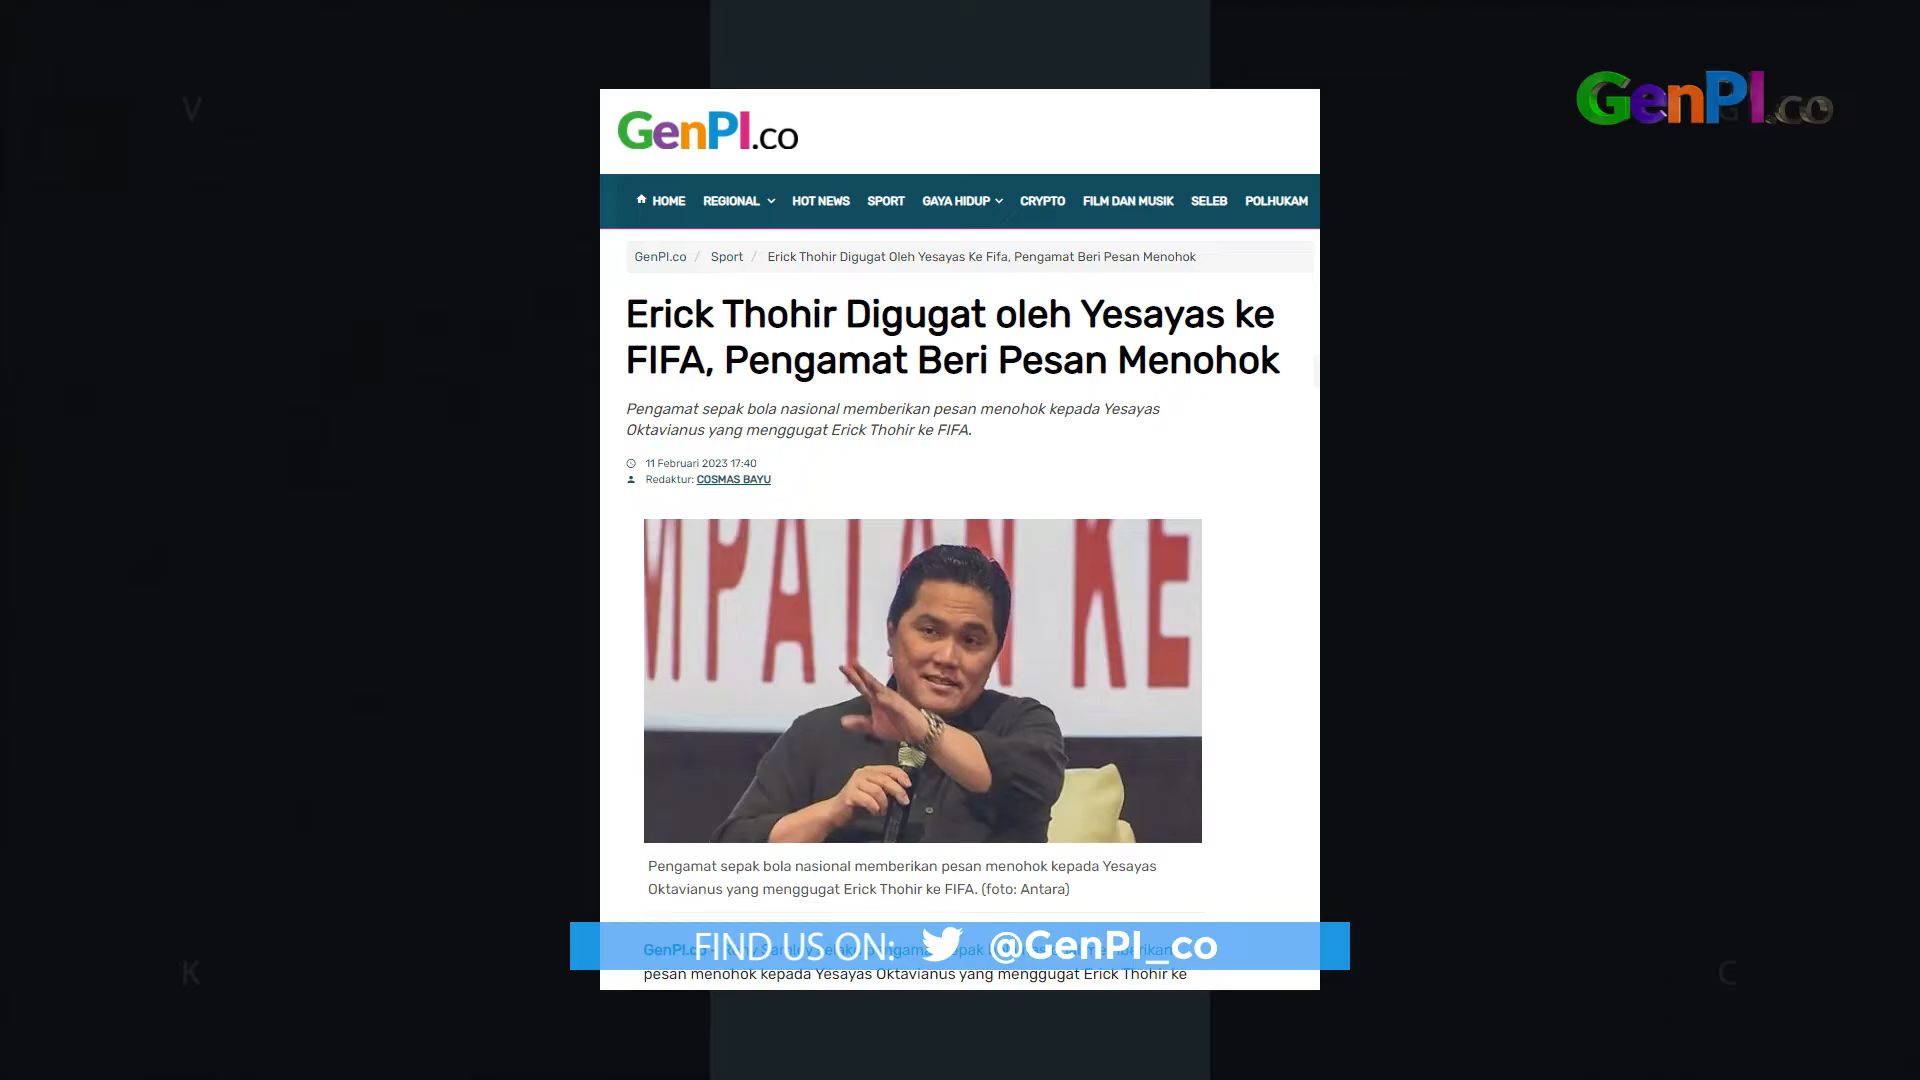 GenPI.co
GenPI.co
HOME REGIONAL HOT NEWS SPORT GAYA HIDUP CRYPTO FILM DAN MUSIK SELEB POLHUKAM
GenPI.co / Sport / Erick Thohir Digugat Oleh Yesayas Ke Fifa, Pengamat Beri Pesan Menohok
Erick Thohir Digugat oleh Yesayas ke
FIFA, Pengamat Beri Pesan Menohok
Pengamat sepak bola nasional memberikan pesan menohok kepada Yesayas
Oktavianus yang menggugat Erick Thohir ke FIFA.
11 Februari 2023 17:40
Redaktur: COSMAS BAYU
MPATAN KE
Pengamat sepak bola nasional memberikan pesan menohok kepada Yesayas
Oktavianus yang menggugat Erick Thohir ke FIFA. (foto: Antara)
FIND US ON: @GenPI_co
pesan menohok kepada Yesayas Oktavianus yang menggugat Erick Thohir ke
V
K
C